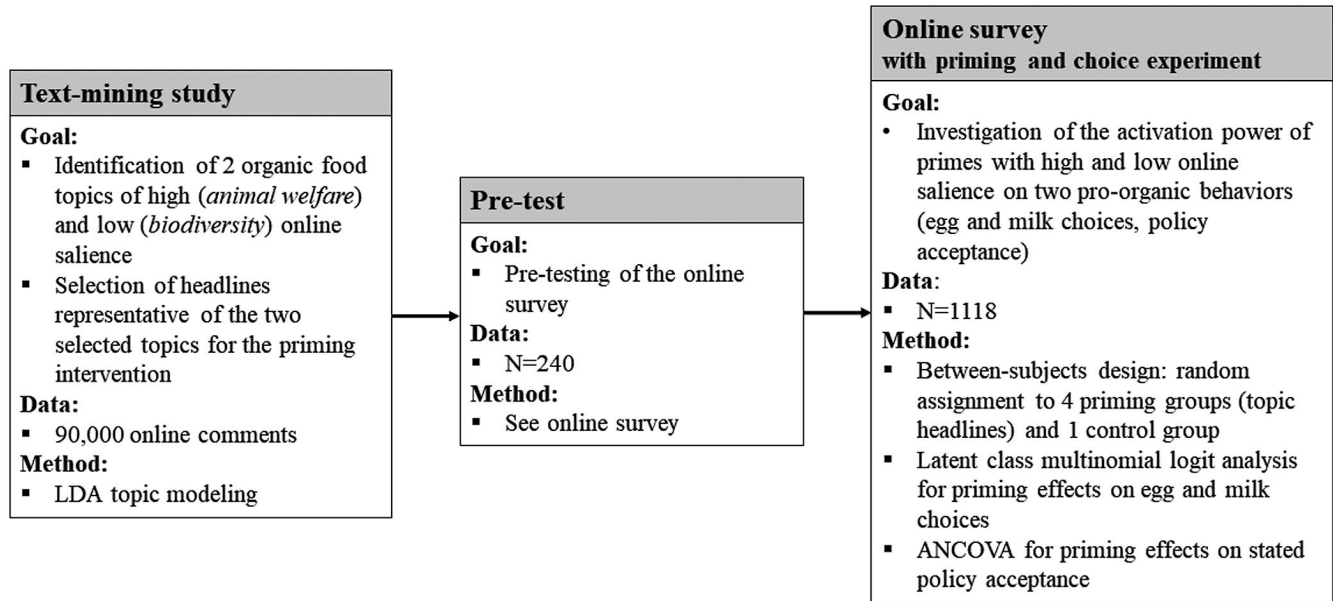 Text-mining study
Goal:
▪ Identification of 2 organic food
topics of high (animal welfare)
and low (biodiversity) online
salience
▪ Selection of headlines
representative of the two
selected topics for the priming
intervention
Data:
▪ 90,000 online comments
Method:
▪ LDA topic modeling
Pre-test
Goal:
▪ Pre-testing of the online
survey
Data:
▪ N=240
Method:
▪ See online survey
Online survey
with priming and choice experiment
Goal:
• Investigation of the activation power of
primes with high and low online
salience on two pro-organic behaviors
(egg and milk choices, policy
acceptance)
Data:
▪ N=1118
Method:
▪ Between-subjects design: random
assignment to 4 priming groups (topic
headlines) and 1 control group
▪ Latent class multinomial logit analysis
for priming effects on egg and milk
choices
▪ ANCOVA for priming effects on stated
policy acceptance